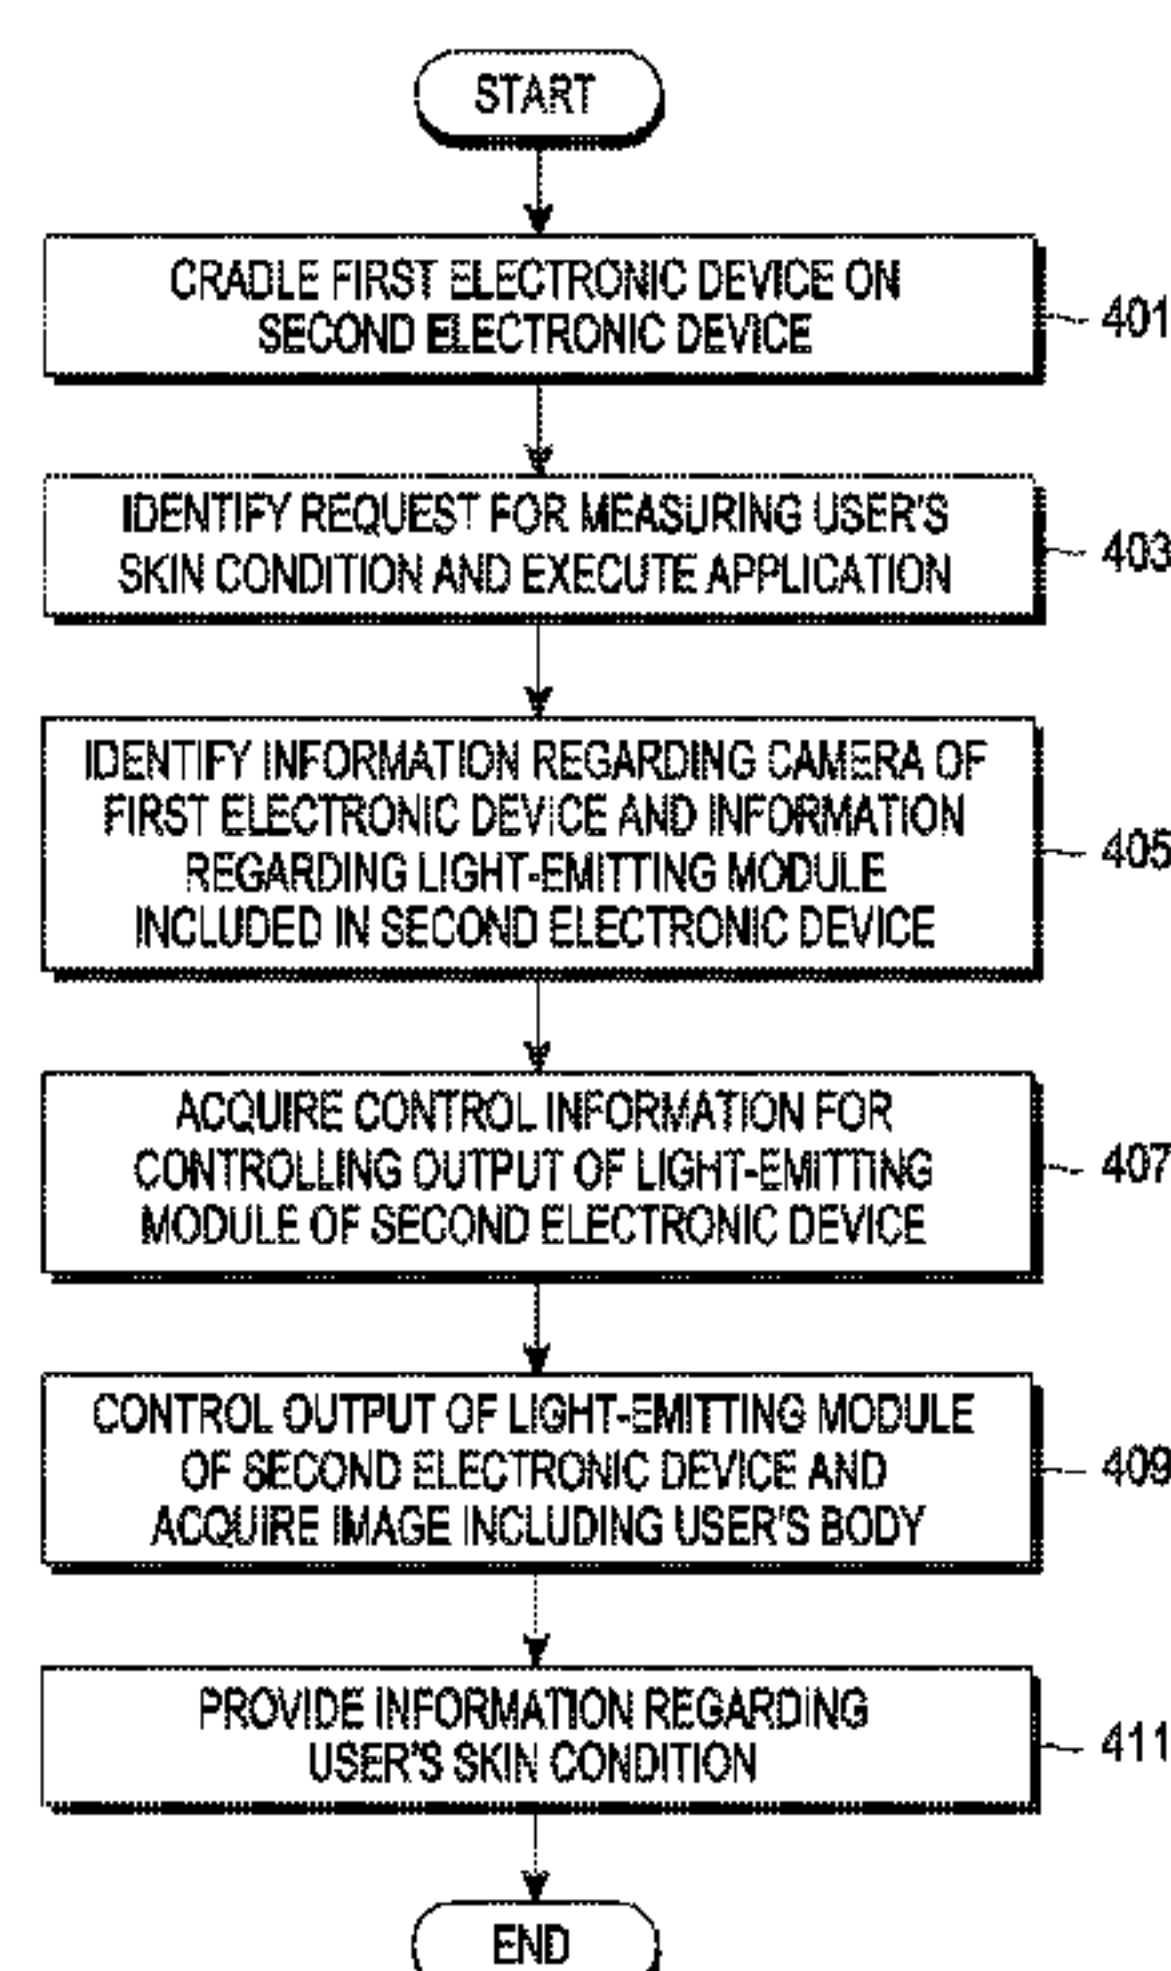 START
CRADLE FIRST ELECTRONIC DEVICE ON
SECOND ELECTRONIC DEVICE
401
IDENTIFY REQUEST FOR MEASURING USER'S
SKIN CONDITION AND EXECUTE APPLICATION
403
IDENTIFY INFORMATION REGARDING CAMERA OF
FIRST ELECTRONIC DEVICE AND INFORMATION
REGARDING LIGHT-EMITTING MODULE
INCLUDED IN SECOND ELECTRONIC DEVICE
405
ACQUIRE CONTROL INFORMATION FOR
CONTROLLING OUTPUT OF LIGHT-EMITTING
MODULE OF SECOND ELECTRONIC DEVICE
407
CONTROL OUTPUT OF LIGHT-EMITTING MODULE
OF SECOND ELECTRONIC DEVICE AND
ACQUIRE IMAGE INCLUDING USER'S BODY
409
PROVIDE INFORMATION REGARDING
USER'S SKIN CONDITION
411
END